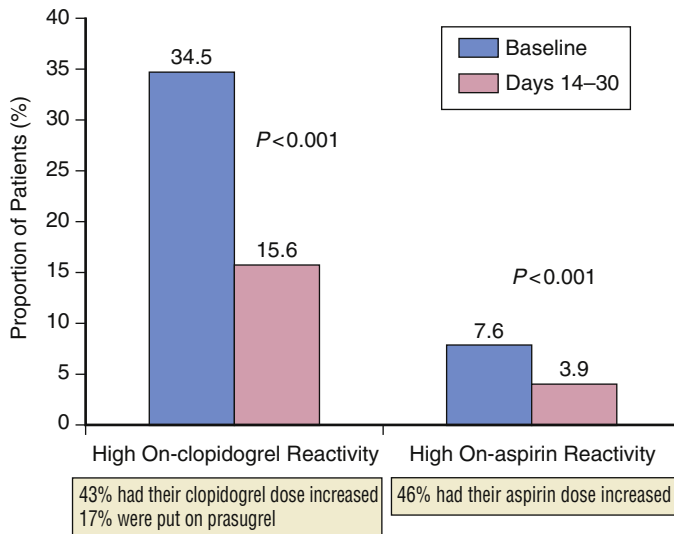 Proportion of Patients (%)
40
35
30
25
20
15
10
5
0
Baseline
Days 14–30
34.5
P<0.001
15.6
P<0.001
7.6
3.9
High On-clopidogrel Reactivity
High On-aspirin Reactivity
43% had their clopidogrel dose increased
17% were put on prasugrel
46% had their aspirin dose increased